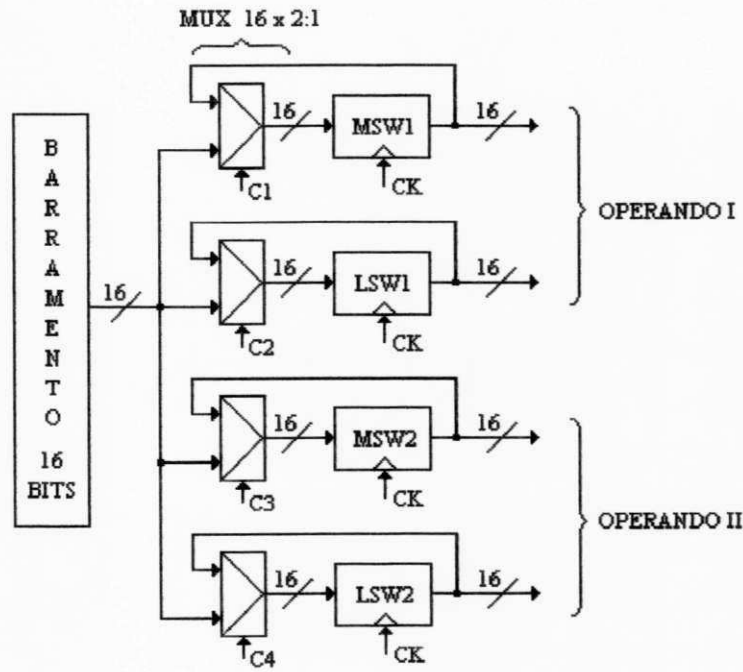 MUX 16 x 2:1
BARRAMENTO
16
BITS
16
C1
16
MSW1
CK
16
C2
16
LSW1
CK
16
OPERANDO I
C3
16
MSW2
CK
16
C4
16
LSW2
CK
16
OPERANDO II